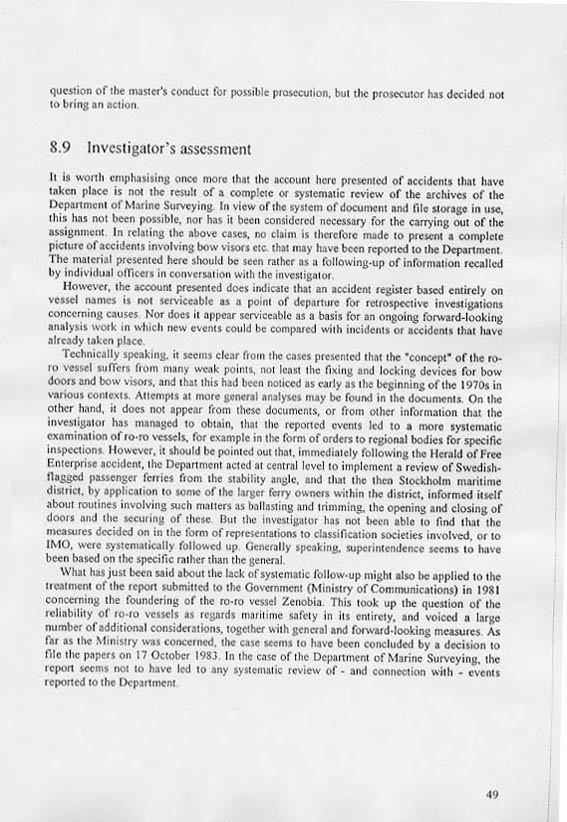 question of the master's conduct for possible prosecution, but the prosecutor has decided not
to bring an action.
8.9 Investigator's assessment
It is worth emphasising once more that the account here presented of accidents that have
taken place is not the result of a complete or systematic review of the archives of the
Department of Marine Surveying. In view of the system of document and file storage in use,
this has not been possible, nor has it been considered necessary for the carrying out of the
assignment. In relating the above cases, no claim is therefore made to present a complete
picture of accidents involving bow visors etc. that may have been reported to the Department.
The material presented here should be seen rather as a following-up of information recalled
by individual officers in conversation with the investigator.
However, the account presented does indicate that an accident register based entirely on
vessel names is not serviceable as a point of departure for retrospective investigations
concerning causes. Nor does it appear serviceable as a basis for an ongoing forward-looking
analysis work in which new events could be compared with incidents or accidents that have
already taken place.
Technically speaking, it seems clear from the cases presented that the "concept" of the ro-
ro vessel suffers from many weak points, not least the fixing and locking devices for bow
doors and bow visors, and that this had been noticed as early as the beginning of the 1970s in
various contexts. Attempts at more general analyses may be found in the documents. On the
other hand, it does not appear from these documents, or from other information that the
investigator has managed to obtain, that the reported events led to a more systematic
examination of ro-ro vessels, for example in the form of orders to regional bodies for specific
inspections. However, it should be pointed out that, immediately following the Herald of Free
Enterprise accident, the Department acted at central level to implement a review of Swedish-
flagged passenger ferries from the stability angle, and that the then Stockholm maritime
district, by application to some of the larger ferry owners within the district, informed itself
about routines involving such matters as ballasting and trimming, the opening and closing of
doors and the securing of these. But the investigator has not been able to find that the
measures decided on in the form of representations to classification societies involved, or to
IMO, were systematically followed up. Generally speaking, superintendence seems to have
been based on the specific rather than the general.
What has just been said about the lack of systematic follow-up might also be applied to the
treatment of the report submitted to the Government (Ministry of Communications) in 1981
concerning the foundering of the ro-ro vessel Zenobia. This took up the question of the
reliability of ro-ro vessels as regards maritime safety in its entirety, and voiced a large
number of additional considerations, together with general and forward-looking measures. As
far as the Ministry was concerned, the case seems to have been concluded by a decision to
file the papers on 17 October 1983. In the case of the Department of Marine Surveying, the
report seems not to have led to any systematic review of - and connection with - events
reported to the Department.
49